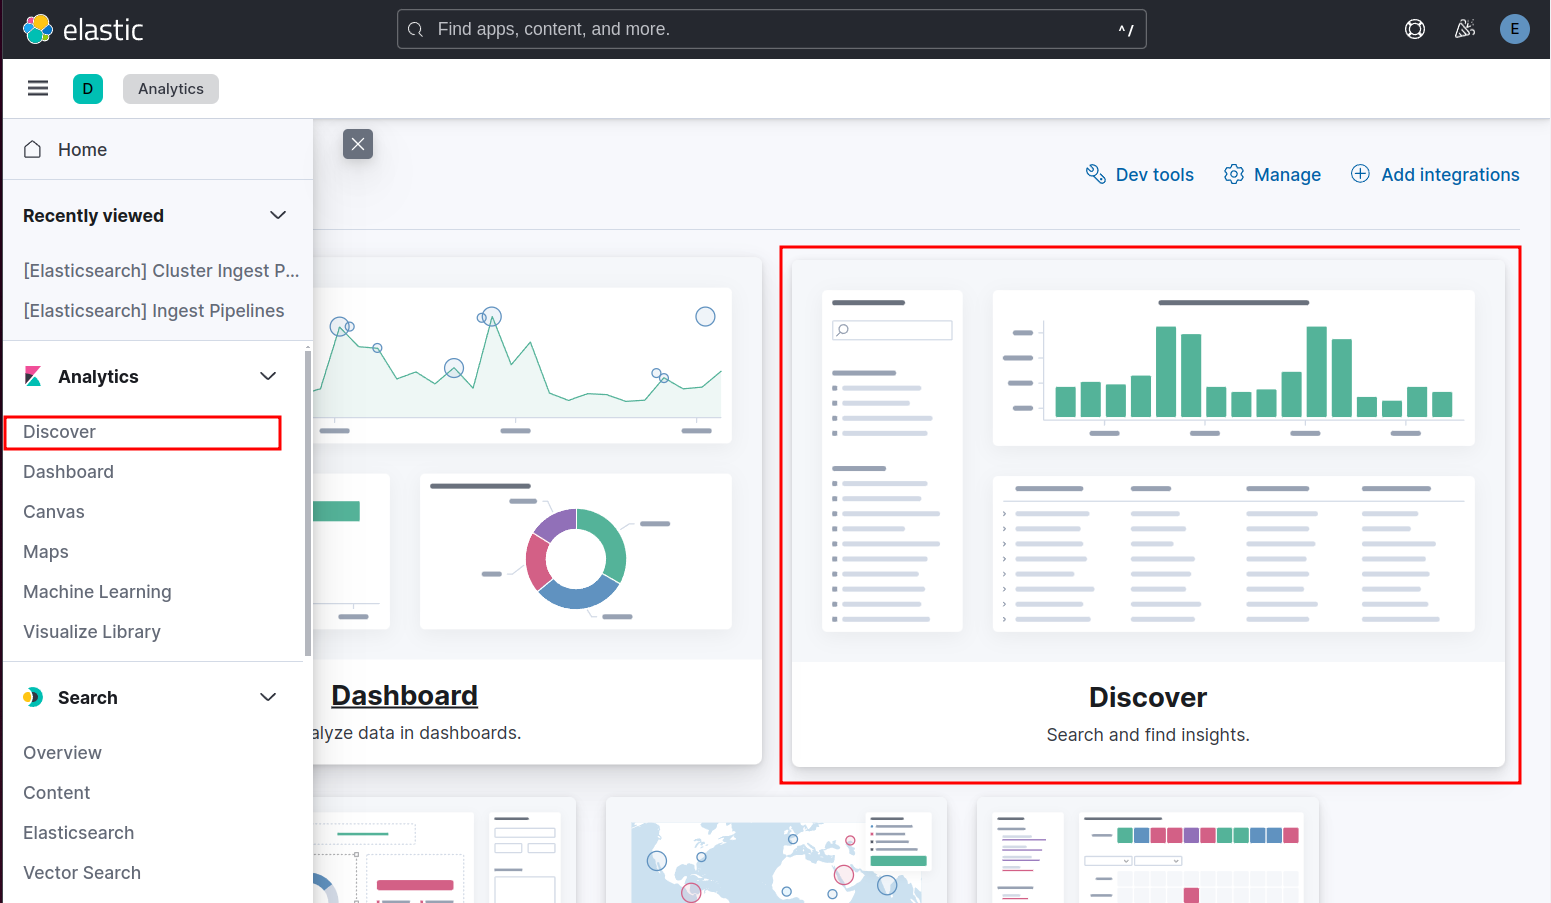 elastic
Find apps, content, and more.
^/
E
D
Analytics
Home
Dev tools
Manage
Add integrations
Recently viewed
[Elasticsearch] Cluster Ingest P...
[Elasticsearch] Ingest Pipelines
Analytics
Discover
Dashboard
Canvas
Maps
Machine Learning
Visualize Library
Search
Overview
Content
Elasticsearch
Vector Search
Dashboard
alyze data in dashboards.
Discover
Search and find insights.